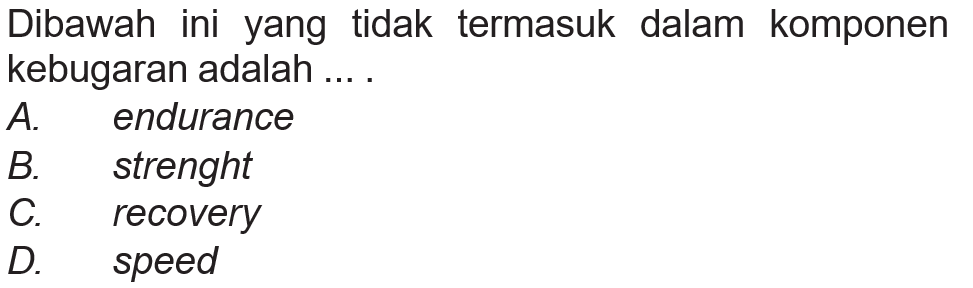 Dibawah ini yang tidak termasuk dalam komponen
kebugaran adalah ... .
A. endurance
B. strenght
C. recovery
D. speed